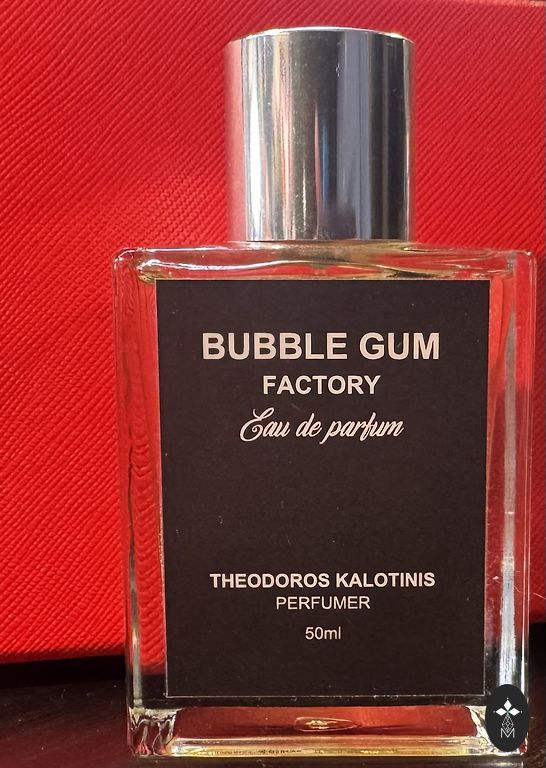 BUBBLE GUM
FACTORY
Eau de parfum
THEODOROS KALOTINIS
PERFUMER
50ml